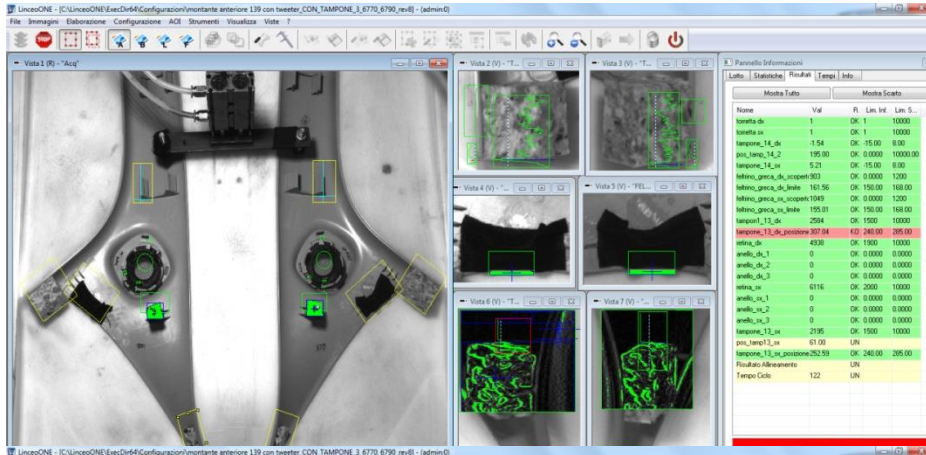 LinceoONE - [C:\LinceoONE\ExecDir64\Configurazioni\montante anteriore 139 con tweeter_CON_TAMPONE_3_6770_6790_rev8] - (admin:0)
File Immagini Elaborazione Configurazione AOI Strumenti Visualizza Viste ?
STOP
Vista 1 (R) - "Acq"
Vista 2 (V) - "T...
Vista 3 (V) - "T...
Vista 4 (V) - "...
Vista 5 (V) - "FEL...
Vista 6 (V) - "T...
Vista 7 (V) - "T...
Pannello Informazioni
Lotto Statistiche Risultati Tempi Info
Mostra Tutto Mostra Scarto
Nome Val R. Lim. Inf. Lim. S...
torretta dx 1 OK 1 10000
torretta sx 1 OK 1 10000
tampone_14_dx -1.54 OK -15.00 8.00
pos_tamp_14_2 195.00 OK 0.0000 10000.00
tampone_14_sx 5.21 OK -15.00 8.00
feltrino_greca_dx_scopert 903 OK 0.0000 1200
feltrino_greca_dx_limite 161.56 OK 150.00 168.00
feltrino_greca_sx_scopert 1049 OK 0.0000 1200
feltrino_greca_sx_limite 155.01 OK 150.00 168.00
tampon1_13_dx 2584 OK 1500 10000
tampone_13_dx_posizione 307.04 KO 240.00 285.00
retina_dx 4938 OK 1900 10000
anello_dx_1 0 OK 0.0000 0.0000
anello_dx_2 0 OK 0.0000 0.0000
anello_dx_3 0 OK 0.0000 0.0000
retina_sx 6116 OK 2000 10000
anello_sx_1 0 OK 0.0000 0.0000
anello_sx_2 0 OK 0.0000 0.0000
anello_sx_3 0 OK 0.0000 0.0000
tampone_13_sx 2195 OK 1500 10000
pos_tamp13_sx 61.00 UN
tampone_13_sx_posizione 252.59 OK 240.00 285.00
Risultato Allineamento UN
Tempo Ciclo 122 UN
LinceoONE - [C:\LinceoONE\ExecDir64\Configurazioni\montante anteriore 139 con tweeter_CON_TAMPONE_3_6770_6790_rev8] - (admin:0)